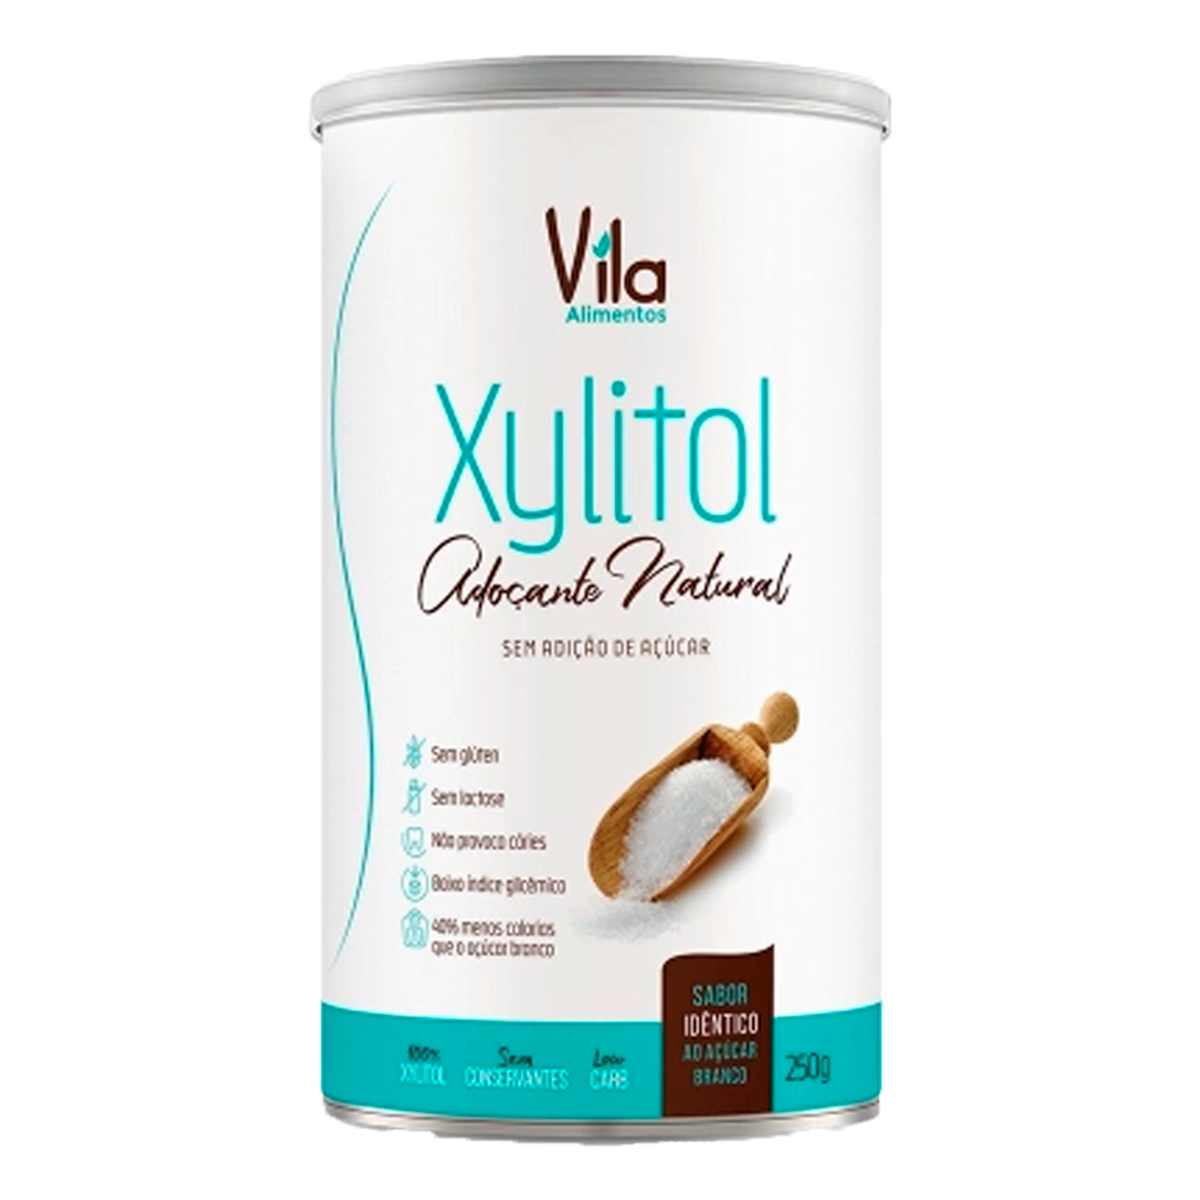 Vila
Alimentos
Xylitol
Adoçante Natural
SEM ADIÇÃO DE AÇÚCAR
Sem glúten
Sem lactose
Não provoca cáries
Baixo índice glicêmico
40% menos calorias
que o açúcar branco
SABOR
IDÊNTICO
AO AÇÚCAR
BRANCO
100%
XYLITOL
Sem
CONSERVANTES
Low
CARB
250g